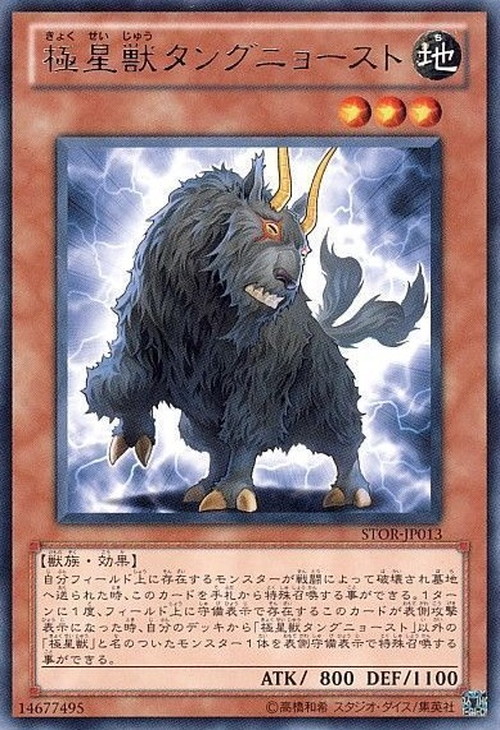 きょく せい じゅう
極星獣タングニョースト
ち
地
STOR-JP013
【獣族・効果】
自分フィールド上に存在するモンスターが戦闘によって破壊され墓地
へ送られた時、このカードを手札から特殊召喚する事ができる。1ター
ンに1度、フィールド上に守備表示で存在するこのカードが表側攻撃
表示になった時、自分のデッキから「極星獣タングニョースト」以外の
「極星獣」と名のついたモンスター1体を表側守備表示で特殊召喚する
事ができる。
ATK/ 800 DEF/1100
14677495
©高橋和希 スタジオ・ダイス/集英社